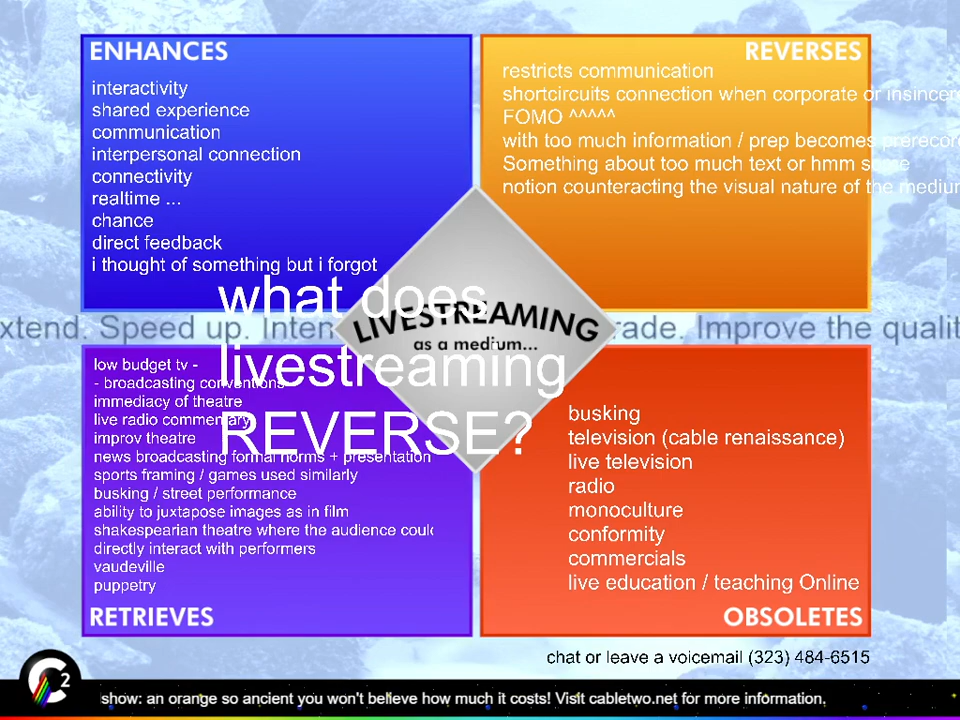 ENHANCES
interactivity
shared experience
communication
interpersonal connection
connectivity
realtime ...
chance
direct feedback
i thought of something but i forgot
REVERSES
restricts communication
shortcircuits connection when corporate or insincere
FOMO ^^^^^
with too much information / prep becomes prerecor
Something about too much text or hmm some
notion counteracting the visual nature of the medium
what does
livestreaming
REVERSE?
LIVESTREAMING
as a medium...
xtend. Speed up. Inten rade. Improve the qualit
low budget tv -
- broadcasting conventions
immediacy of theatre
live radio commentary
improv theatre
news broadcasting formal norms + presentation
sports framing / games used similarly
busking / street performance
ability to juxtapose images as in film
shakespearian theatre where the audience could
directly interact with performers
vaudeville
puppetry
RETRIEVES
busking
television (cable renaissance)
live television
radio
monoculture
conformity
commercials
live education / teaching Online
OBSOLETES
chat or leave a voicemail (323) 484-6515
C2
show: an orange so ancient you won't believe how much it costs! Visit cabletwo.net for more information.